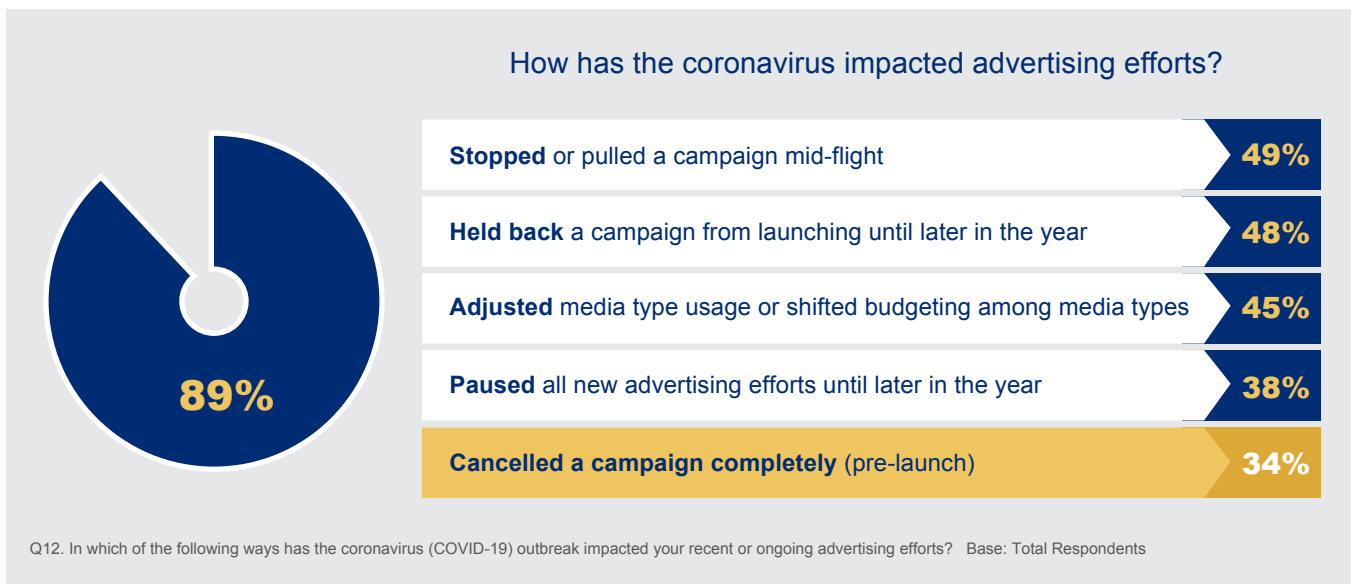 How has the coronavirus impacted advertising efforts?
89%
Stopped or pulled a campaign mid-flight 49%
Held back a campaign from launching until later in the year 48%
Adjusted media type usage or shifted budgeting among media types 45%
Paused all new advertising efforts until later in the year 38%
Cancelled a campaign completely (pre-launch) 34%
Q12. In which of the following ways has the coronavirus (COVID-19) outbreak impacted your recent or ongoing advertising efforts? Base: Total Respondents